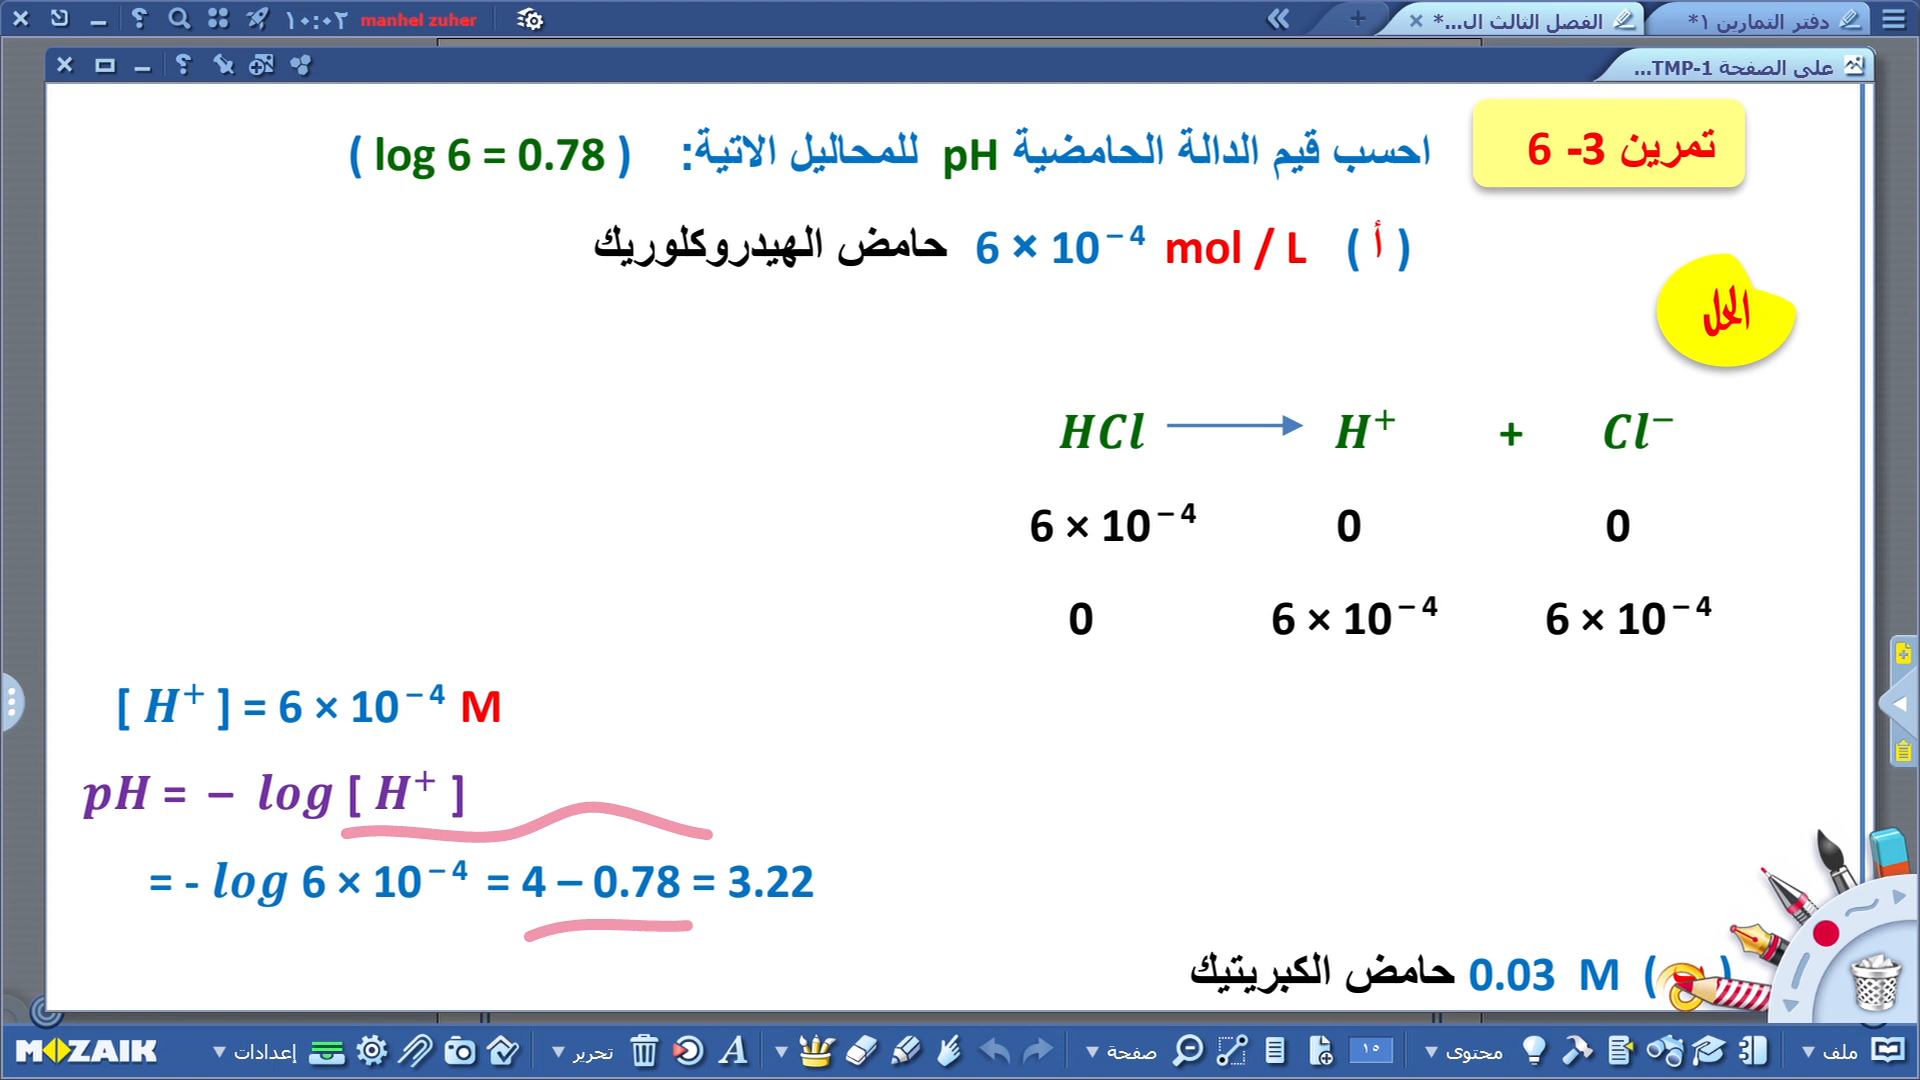 manhel zuher ١٠:٠٢
دفتر التمارين ١*
الفصل الثالث ال...*
على الصفحة TMP-1...
تمرين 3- 6
احسب قيم الدالة الحامضية pH للمحاليل الاتية: ( log 6 = 0.78 )
( أ ) 6 × 10⁻⁴ mol / L حامض الهيدروكلوريك
الحل
HCl ⟶ H⁺ + Cl⁻
6 × 10⁻⁴ 0 0
0 6 × 10⁻⁴ 6 × 10⁻⁴
[ H⁺ ] = 6 × 10⁻⁴ M
pH = − log [ H⁺ ]
= - log 6 × 10⁻⁴ = 4 – 0.78 = 3.22
0.03 M حامض الكبريتيك
MOZAIK إعدادات تحرير صفحة ١٥ محتوى ملف